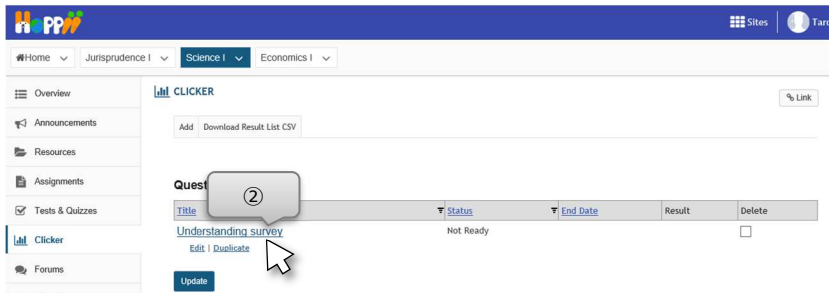 HoPPii
Sites
Home Jurisprudence I Science I Economics I
Overview
CLICKER
Link
Announcements
Add Download Result List CSV
Resources
Assignments
②
Tests & Quizzes
Title Status End Date Result Delete
Clicker
Understanding survey Not Ready
Edit | Duplicate
Forums
Update